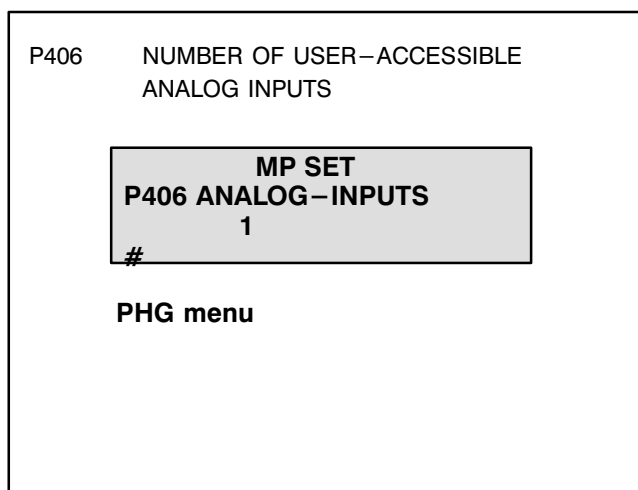 P406 NUMBER OF USER–ACCESSIBLE
ANALOG INPUTS
MP SET
P406 ANALOG–INPUTS
1
#
PHG menu